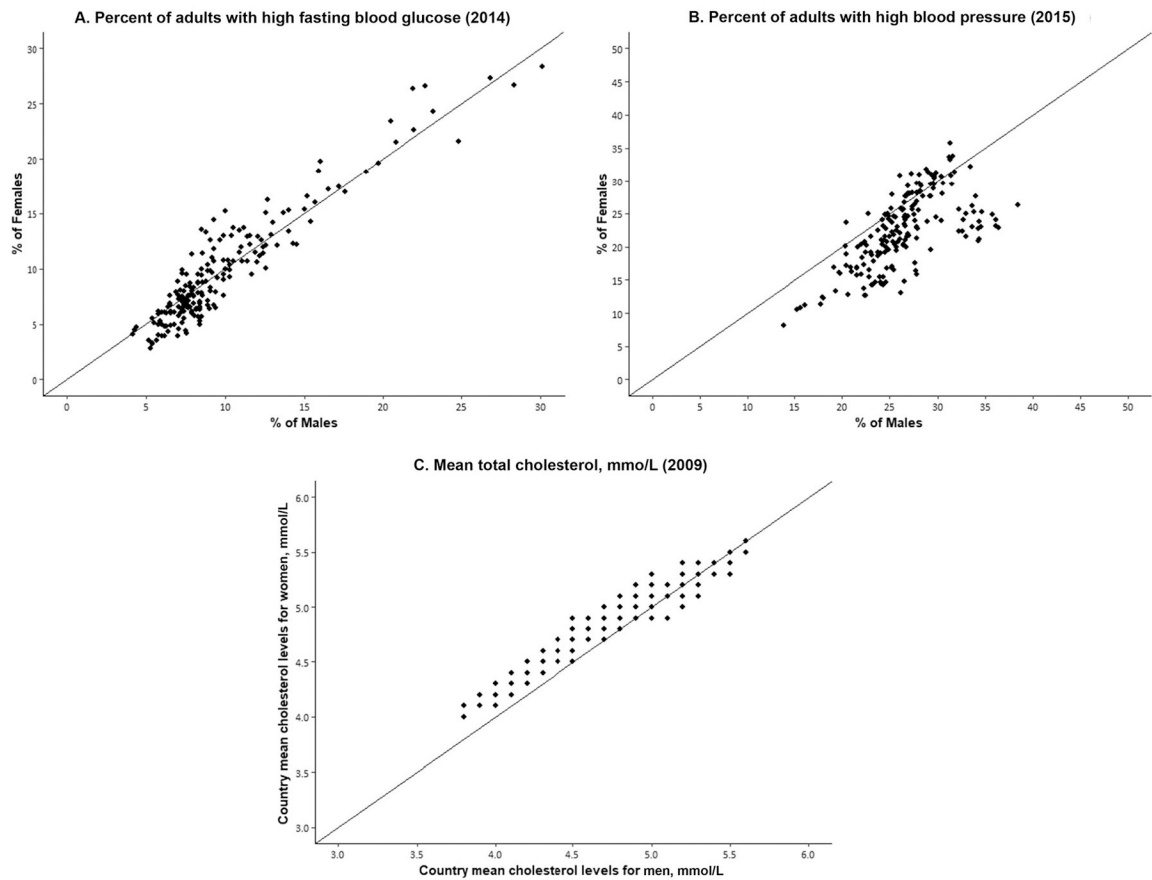 A. Percent of adults with high fasting blood glucose (2014)
% of Females
30
25
20
15
10
5
0
0 5 10 15 20 25 30
% of Males
B. Percent of adults with high blood pressure (2015)
% of Females
50
45
40
35
30
25
20
15
10
5
0
0 5 10 15 20 25 30 35 40 45 50
% of Males
C. Mean total cholesterol, mmo/L (2009)
Country mean cholesterol levels for women, mmol/L
6.0
5.5
5.0
4.5
4.0
3.5
3.0
3.0 3.5 4.0 4.5 5.0 5.5 6.0
Country mean cholesterol levels for men, mmol/L